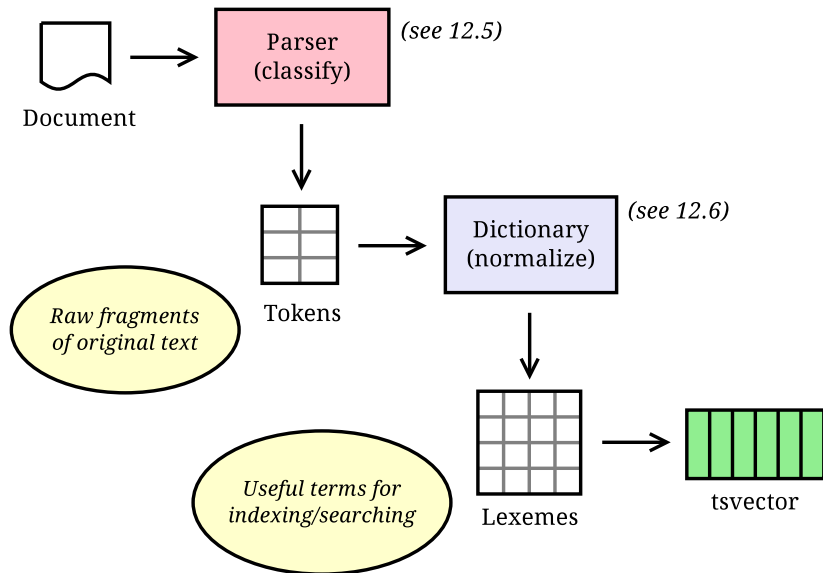 Parser
(classify)
(see 12.5)
Document
Dictionary
(normalize)
(see 12.6)
Tokens
Raw fragments
of original text
Useful terms for
indexing/searching
Lexemes
tsvector